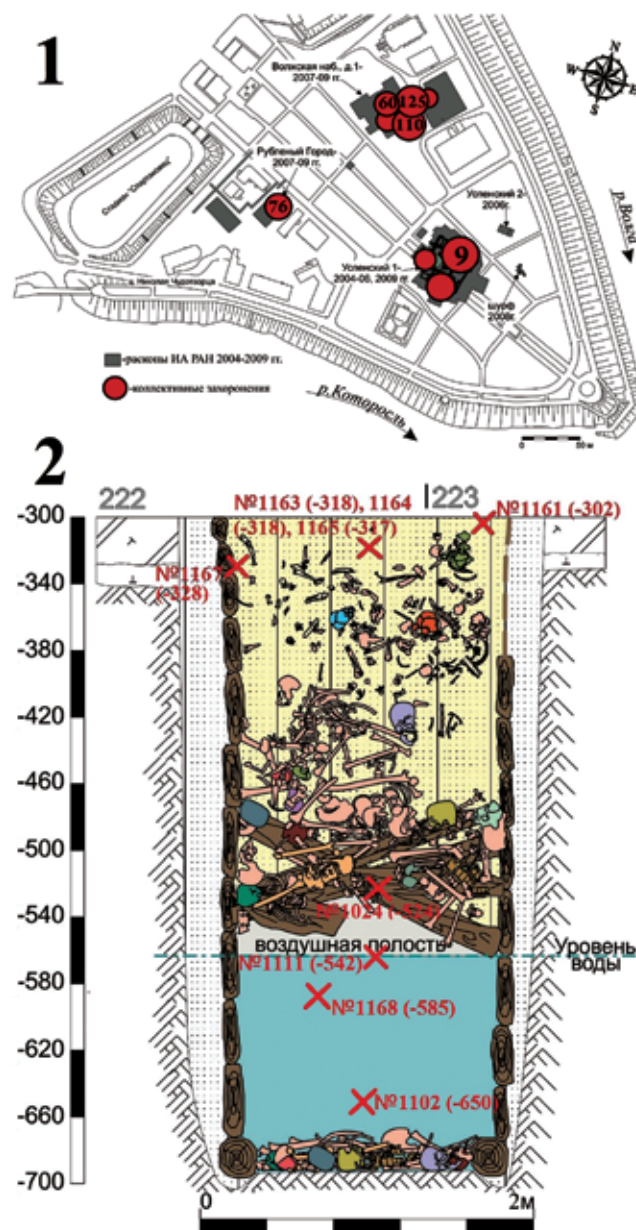 1
Волжская наб., д.1-
2007-09 гг.
N
W
E
S
60
125
110
Рубленый Город-
2007-09 гг.
Стадион "Спартаковец"
76
Успенский 2-
2006г.
р.Волга
9
Успенский 1-
2004-06, 2009 гг.
шурф
2006г.
-раскопы ИА РАН 2004-2009 гг.
-коллективные захоронения
р.Которосль
0
50 м
2
222
№1163 (-318), 1164
(-318), 1165 (-317)
223
№1161 (-302)
№1167
(-328)
-300
-340
-380
-420
-460
-500
-540
-580
-620
-660
-700
№1024 (-524)
воздушная полость
Уровень
воды
№1111 (-542)
№1168 (-585)
№1102 (-650)
0
2м